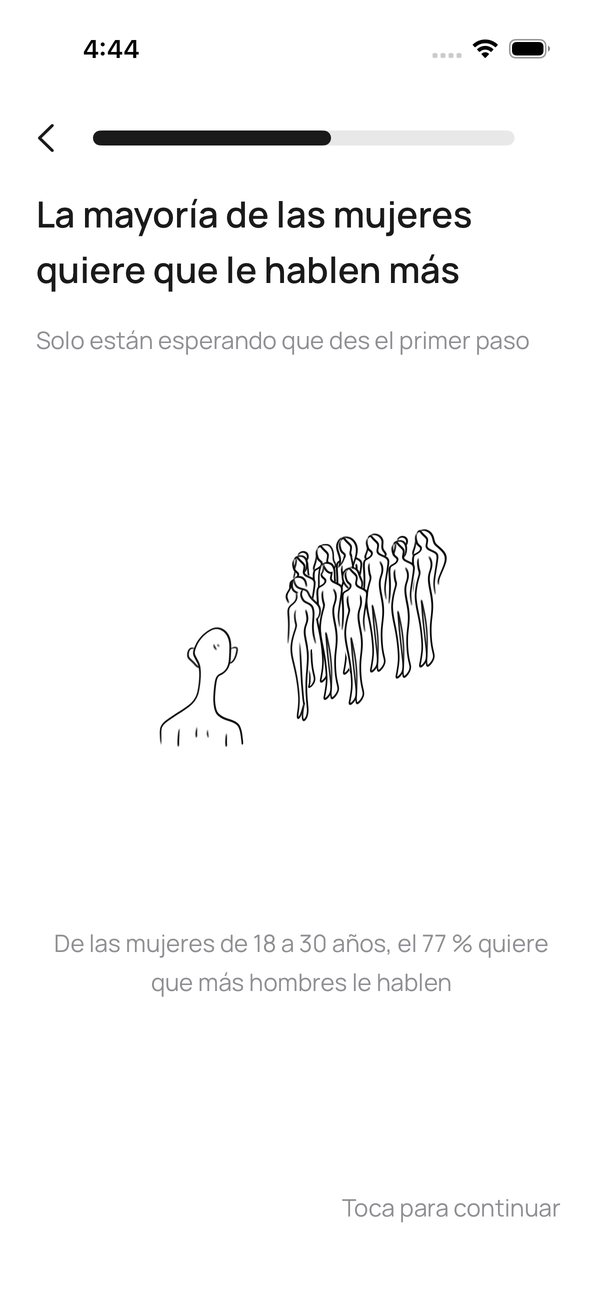 4:44
La mayoría de las mujeres
quiere que le hablen más
Solo están esperando que des el primer paso
De las mujeres de 18 a 30 años, el 77 % quiere
que más hombres le hablen
Toca para continuar